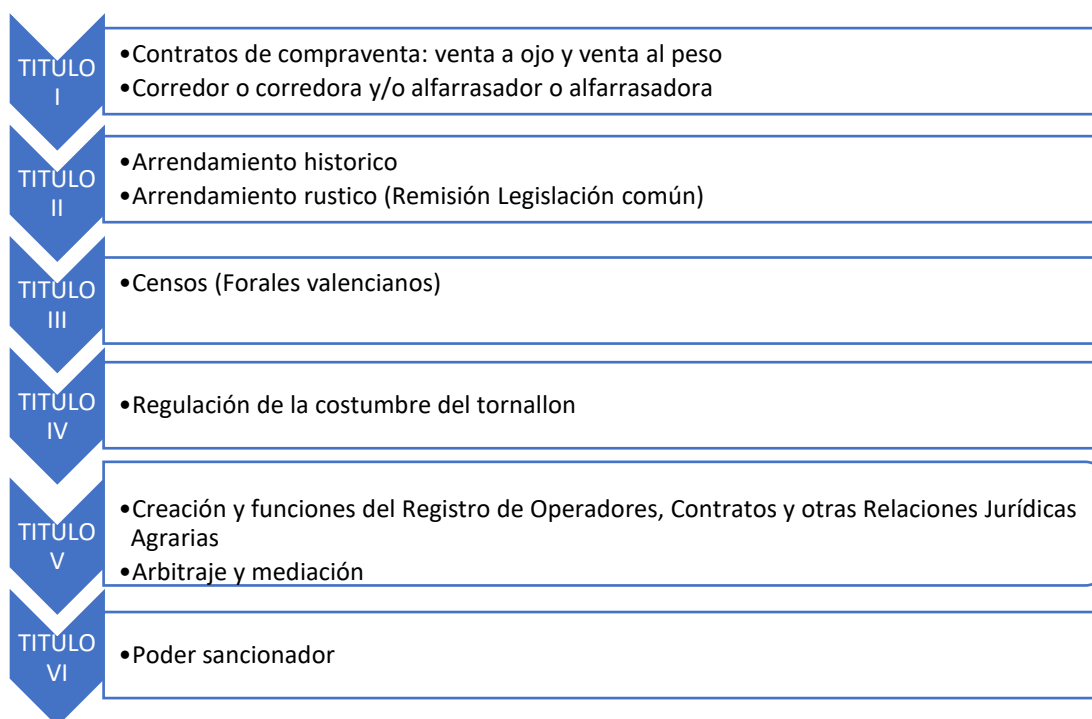 TITULO
I
•Contratos de compraventa: venta a ojo y venta al peso
•Corredor o corredora y/o alfarrasador o alfarrasadora
TITULO
II
•Arrendamiento historico
•Arrendamiento rustico (Remisión Legislación común)
TITULO
III
•Censos (Forales valencianos)
TITULO
IV
•Regulación de la costumbre del tornallon
TITULO
V
•Creación y funciones del Registro de Operadores, Contratos y otras Relaciones Jurídicas
Agrarias
•Arbitraje y mediación
TITULO
VI
•Poder sancionador